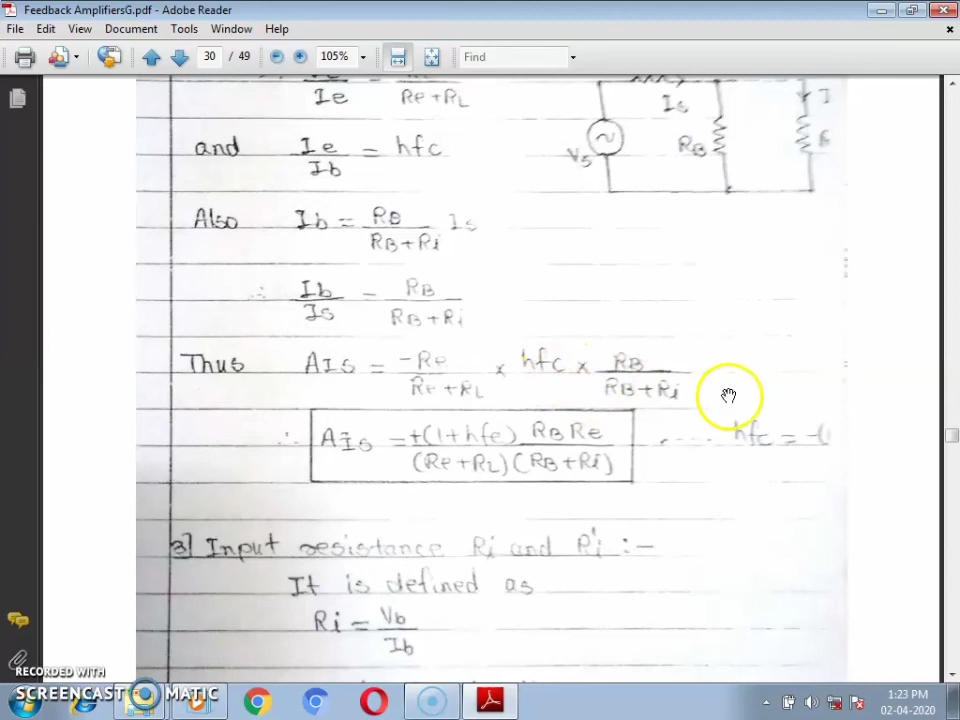 Feedback AmplifiersG.pdf - Adobe Reader
File Edit View Document Tools Window Help
30 / 49 105% Find
Ie Re+RL
Is
and Ie/Ib = hfc
Vs RB
Also Ib = RB/(RB+Ri) Is
∴ Ib/Is = RB/(RB+Ri)
Thus AIS = -Re/(Re+RL) × hfc × RB/(RB+Ri)
∴ AIS = +(1+hfe) RB Re/((Re+RL)(RB+Ri)) ..... hfc = -(
3] Input resistance Ri and R'i :-
It is defined as
Ri = Vb/Ib
RECORDED WITH
SCREENCAST MATIC
1:23 PM
02-04-2020